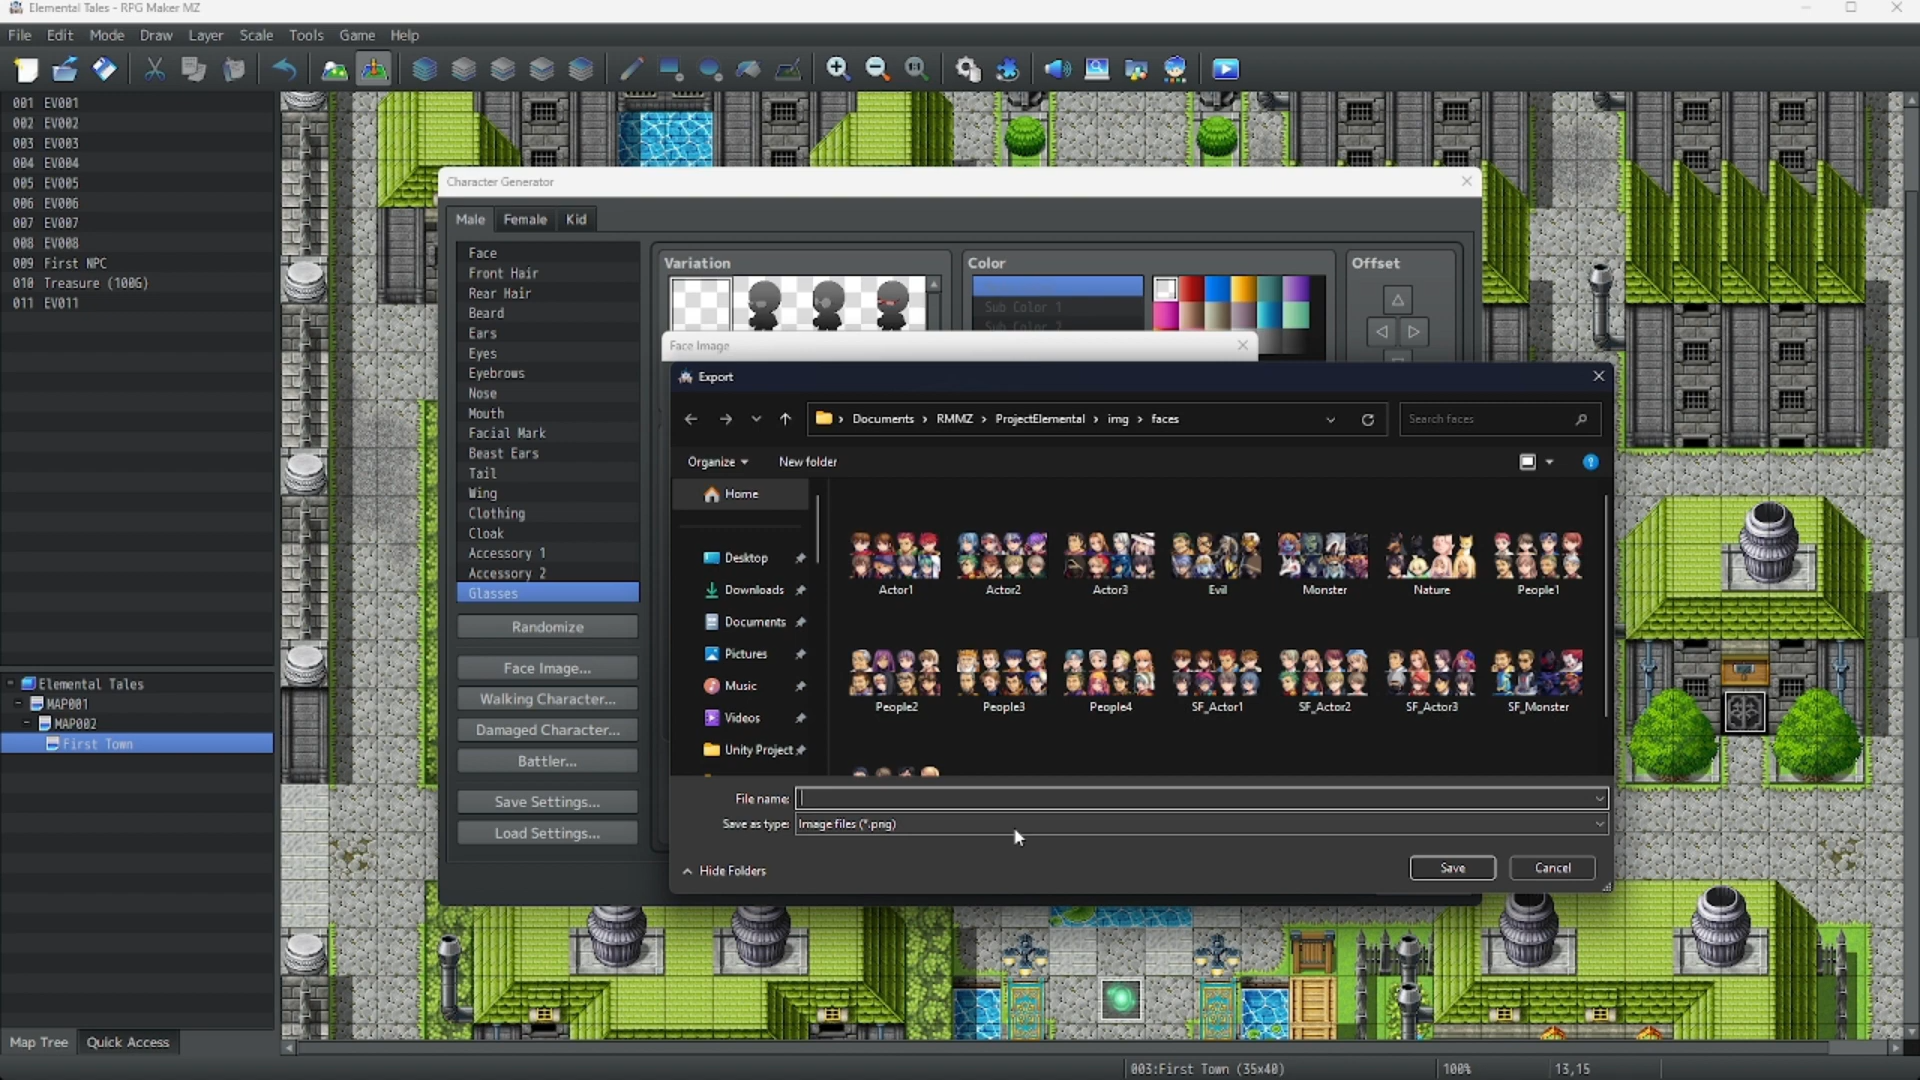 Elemental Tales - RPG Maker MZ
File Edit Mode Draw Layer Scale Tools Game Help
001 EV001
002 EV002
003 EV003
004 EV004
005 EV005
006 EV006
007 EV007
008 EV008
009 First NPC
010 Treasure (100G)
011 EV011
Elemental Tales
MAP001
MAP002
First Town
Map Tree Quick Access
Character Generator
Male Female Kid
Face
Front Hair
Rear Hair
Beard
Ears
Eyes
Eyebrows
Nose
Mouth
Facial Mark
Beast Ears
Tail
Wing
Clothing
Cloak
Accessory 1
Accessory 2
Glasses
Randomize
Face Image...
Walking Character...
Damaged Character...
Battler...
Save Settings...
Load Settings...
Variation
Color
Sub Color 1
Sub Color 2
Offset
Face Image
Export
Documents RMMZ ProjectElemental img faces
Search faces
Organize New folder
Home
Desktop
Downloads
Documents
Pictures
Music
Videos
Unity Project
Actor1 Actor2 Actor3 Evil Monster Nature People1
People2 People3 People4 SF_Actor1 SF_Actor2 SF_Actor3 SF_Monster
File name:
Save as type: Image files (*.png)
Hide Folders
Save Cancel
003:First Town (35x40) 100% 13,15